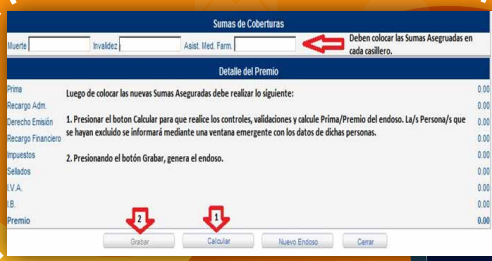 Sumas de Coberturas
Muerte Invalidez Asist. Med. Farm. Deben colocar las Sumas Asegruadas en
cada casillero.
Detalle del Premio
Prima 0.00
Luego de colocar las nuevas Sumas Aseguradas debe realizar lo siguiente:
Recargo Adm. 0.00
Derecho Emisión 0.00
1. Presionar el boton Calcular para que realice los controles, validaciones y calcule Prima/Premio del endoso. La/s Persona/s que
se hayan excluido se informará mediante una ventana emergente con los datos de dichas personas.
Recargo Financiero 0.00
Impuestos 0.00
2. Presionando el botón Grabar, genera el endoso.
Sellados 0.00
I.V.A. 0.00
I.B. 0.00
Premio 0.00
2 1
Grabar Calcular Nuevo Endoso Cerrar